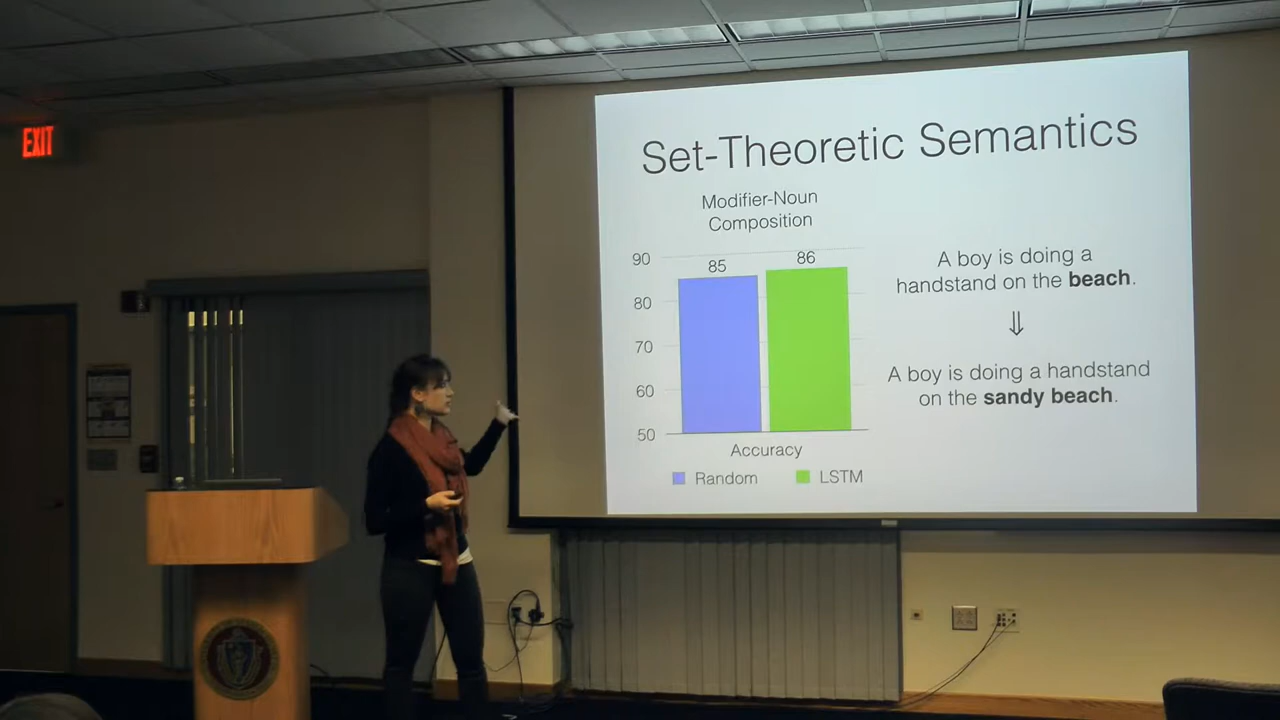 EXIT
Set-Theoretic Semantics
Modifier-Noun
Composition
90
80
70
60
50
85
86
Accuracy
Random
LSTM
A boy is doing a
handstand on the beach.
⇓
A boy is doing a handstand
on the sandy beach.